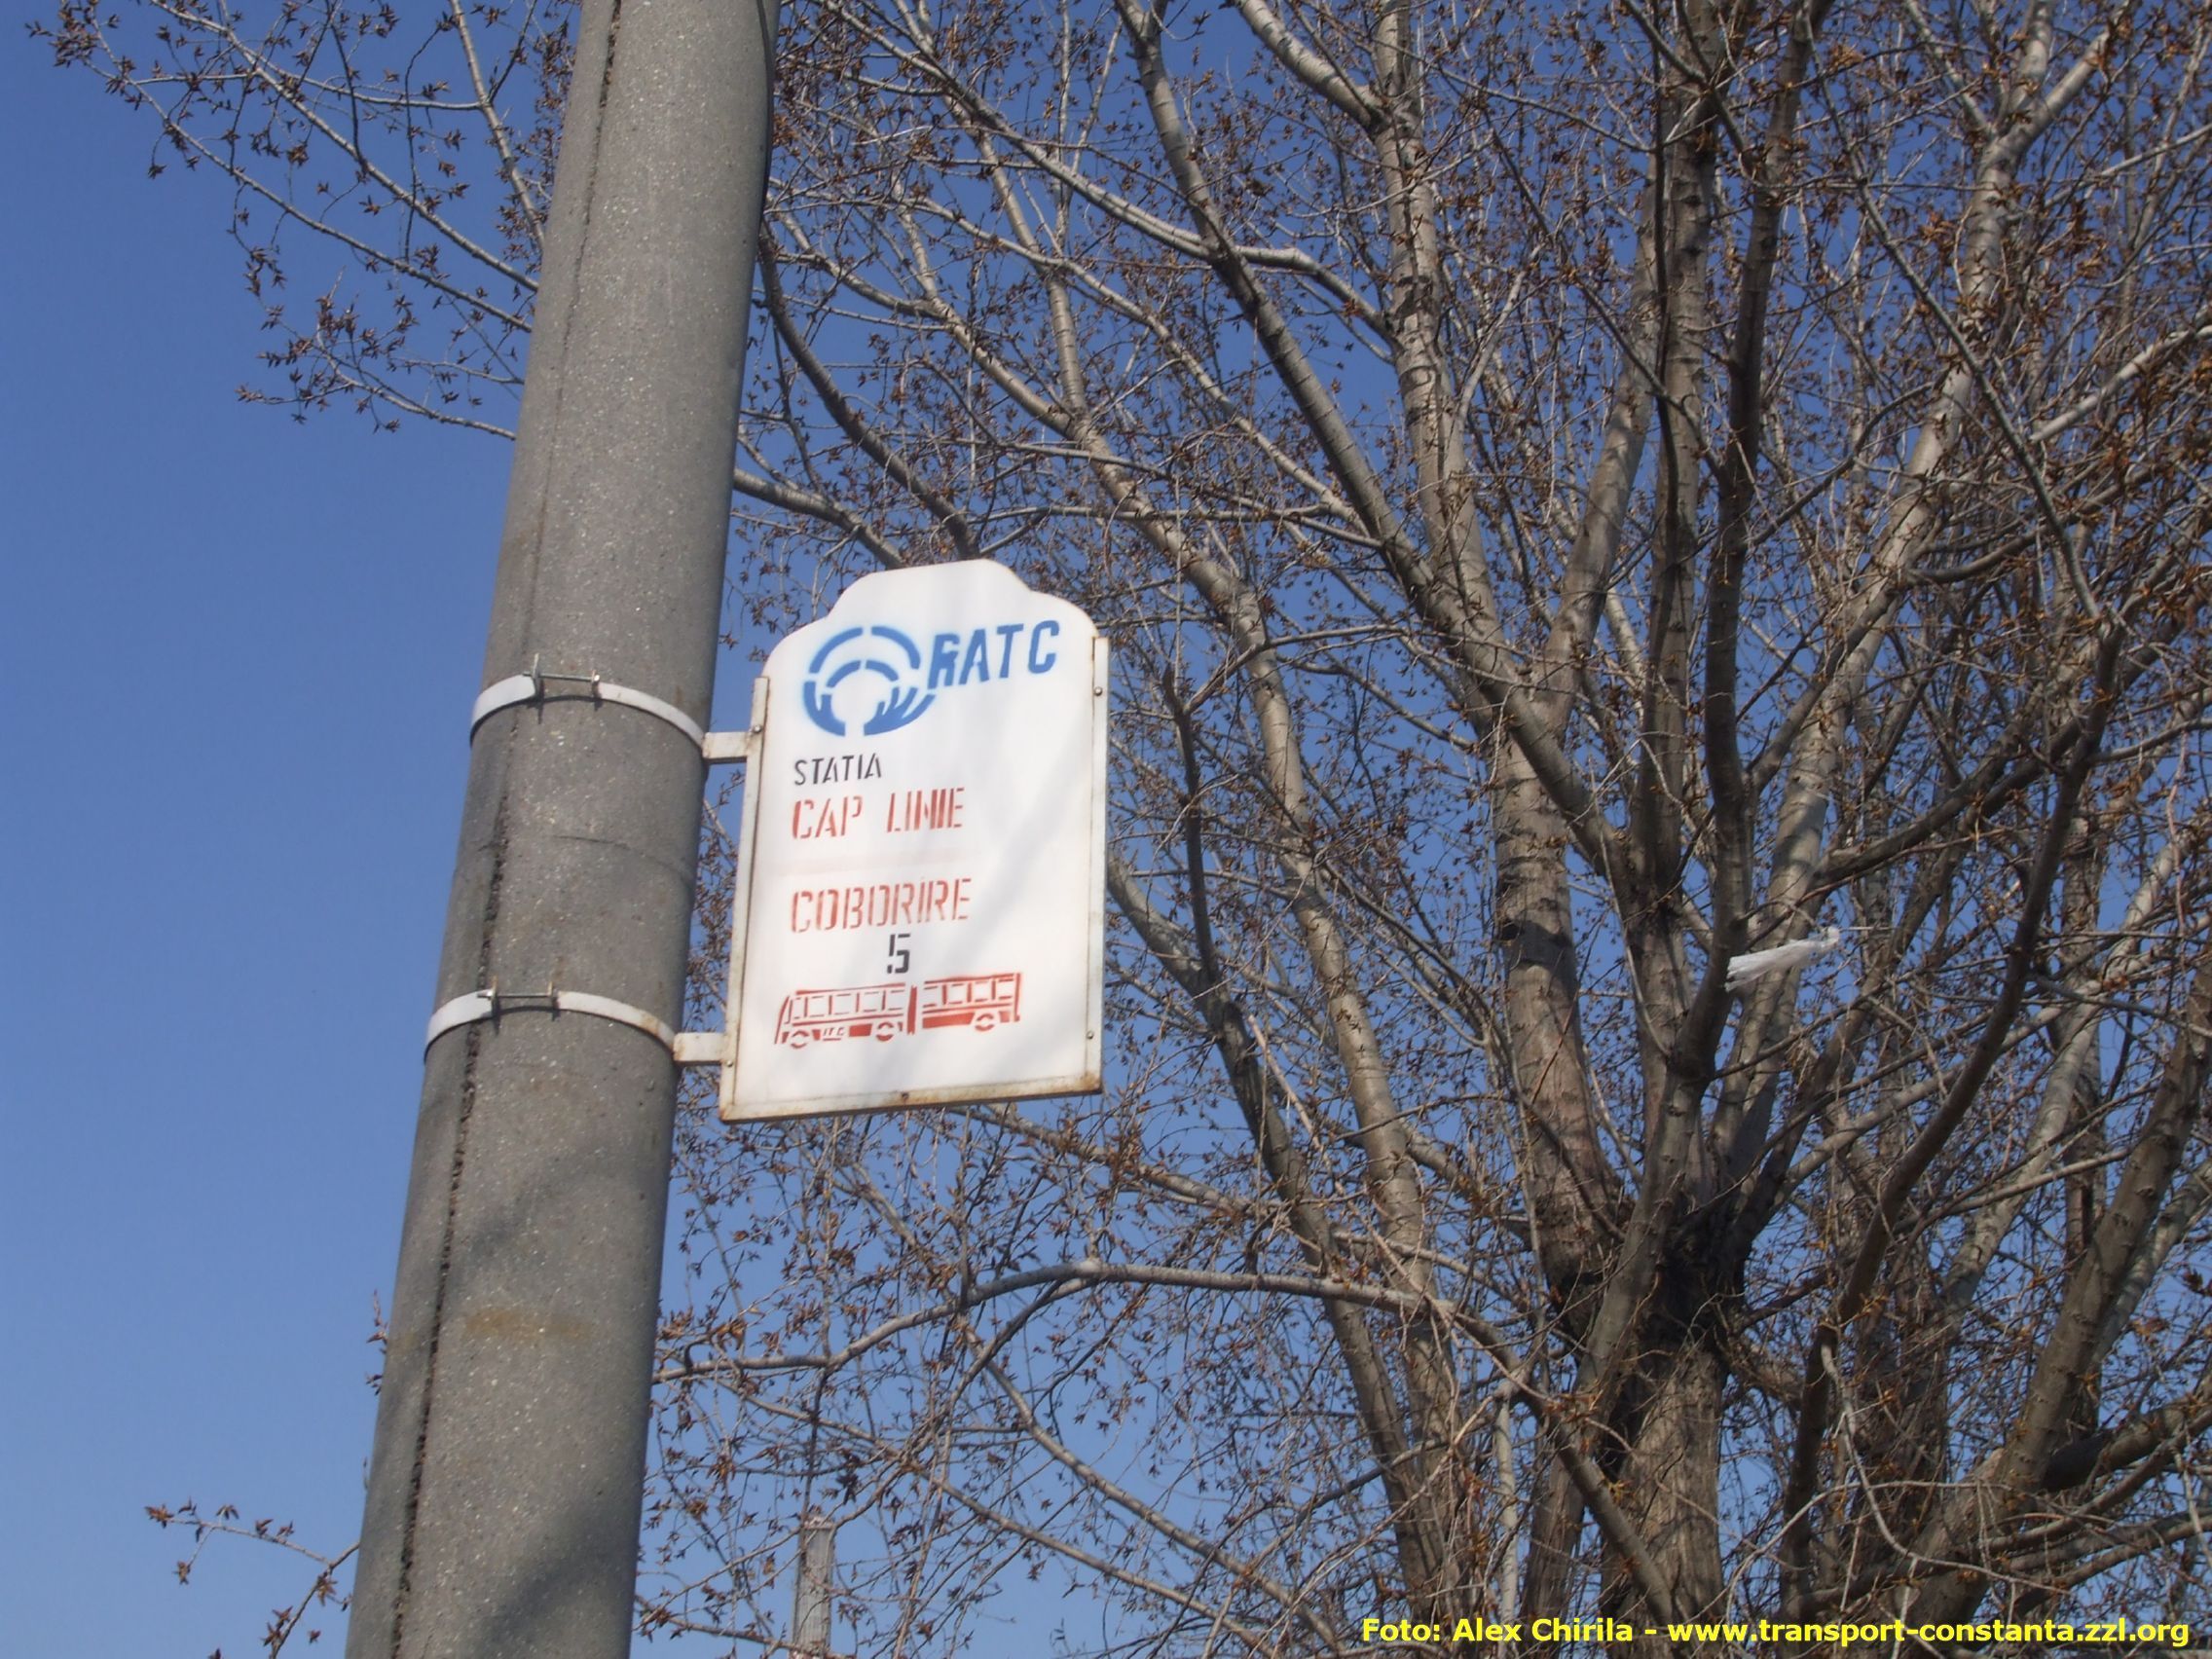 RATC
STATIA
CAP LINIE
COBORIRE
5
Foto: Alex Chirila - www.transport-constanta.zzl.org